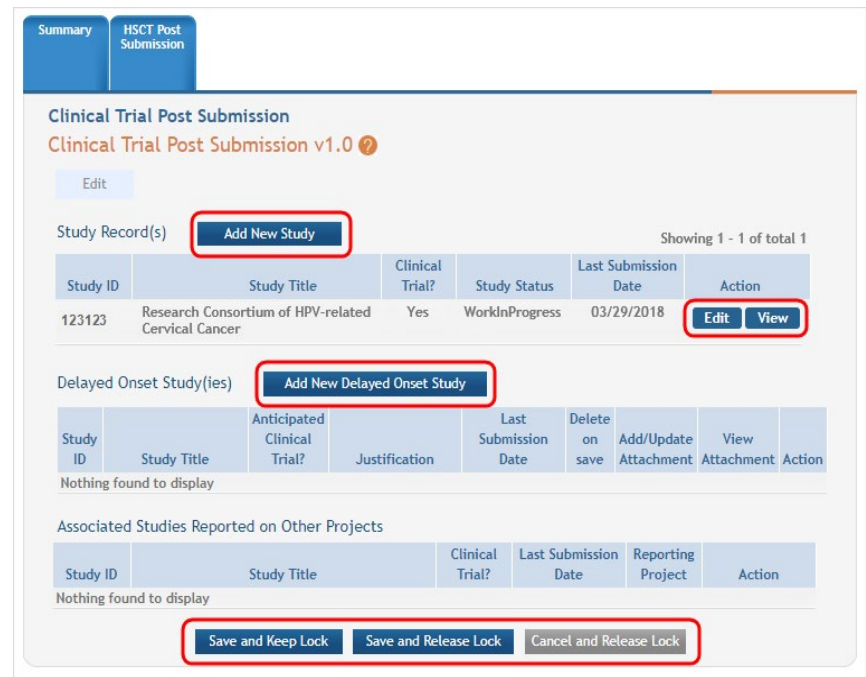 Summary
HSCT Post
Submission
Clinical Trial Post Submission
Clinical Trial Post Submission v1.0 ?
Edit
Study Record(s) Add New Study Showing 1 - 1 of total 1
Study ID Study Title Clinical Trial? Study Status Last Submission Date Action
123123 Research Consortium of HPV-related Cervical Cancer Yes WorkInProgress 03/29/2018 Edit View
Delayed Onset Study(ies) Add New Delayed Onset Study
Study ID Study Title Anticipated Clinical Trial? Justification Last Submission Date Delete on save Add/Update Attachment View Attachment Action
Nothing found to display
Associated Studies Reported on Other Projects
Study ID Study Title Clinical Trial? Last Submission Date Reporting Project Action
Nothing found to display
Save and Keep Lock Save and Release Lock Cancel and Release Lock